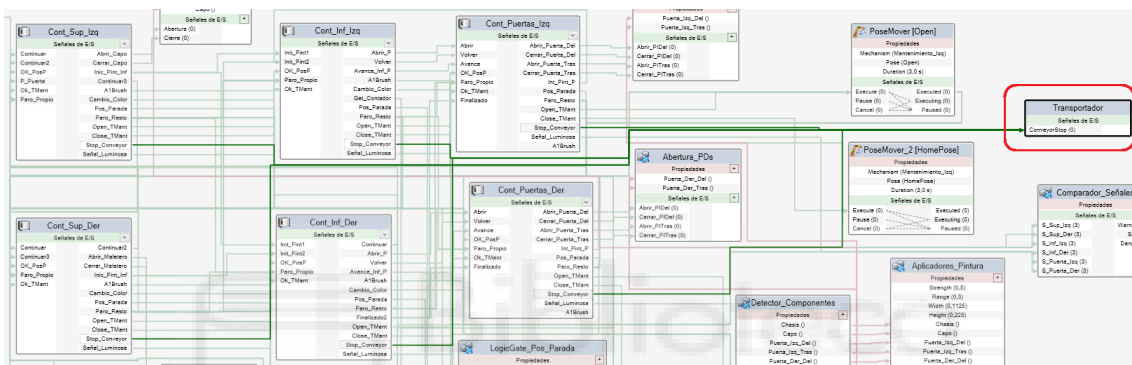 Cont_Sup_Izq
Señales de E/S
Continuar Abrir_Capo
Continuar2 Cerrar_Capo
OK_PosP Inic_Pint_Inf
P_Puerta Continuar3
Ok_TMant A1Brush
Paro_Propio Cambio_Color
Pos_Parada
Paro_Resto
Open_TMant
Close_TMant
Stop_Conveyor
Señal_Luminosa
Capo ()
Señales de E/S
Abertura (0)
Cierre (0)
Cont_Inf_Izq
Señales de E/S
Init_Pint1 Abrir_P
Init_Pint2 Volver
OK_PosP Avance_Inf_P
Paro_Propio A1Brush
Ok_TMant Cambio_Color
Get_Contador
Pos_Parada
Paro_Resto
Open_TMant
Close_TMant
Stop_Conveyor
Señal_Luminosa
Cont_Puertas_Izq
Señales de E/S
Abrir Abrir_Puerta_Del
Volver Cerrar_Puerta_Del
Avance Abrir_Puerta_Tras
OK_PosP Cerrar_Puerta_Tras
Paro_Propio Int_Pint_P
Ok_TMant Pos_Parada
Finalizado Paro_Resto
Open_TMant
Close_TMant
Stop_Conveyor
Señal_Luminosa
A1Brush
Puerta_Izq_Del ()
Puerta_Izq_Tras ()
Señales de E/S
Abrir_PIDel (0)
Cerrar_PIDel (0)
Abrir_PITras (0)
Cerrar_PITras (0)
PoseMover [Open]
Propiedades
Mechanism (Mantenimiento_Izq)
Pose (Open)
Duration (3,0 s)
Señales de E/S
Execute (0) Executed (0)
Pause (0) Executing (0)
Cancel (0) Paused (0)
Transportador
Señales de E/S
ConveyorStop (0)
Abertura_PDs
Propiedades
Puerta_Der_Del ()
Puerta_Der_Tras ()
Señales de E/S
Abrir_PIDel (0)
Cerrar_PIDel (0)
Abrir_PITras (0)
Cerrar_PITras (0)
PoseMover_2 [HomePose]
Propiedades
Mechanism (Mantenimiento_Izq)
Pose (HomePose)
Duration (3,0 s)
Señales de E/S
Execute (0) Executed (0)
Pause (0) Executing (0)
Cancel (0) Paused (0)
Comparador_Señales
Propiedades
Señales de E/S
S_Sup_Izq (3) Warn
S_Sup_Der (3) S
S_Inf_Izq (3) Dan
S_Inf_Der (3)
S_Puerta_Izq (3)
S_Puerta_Der (3)
Cont_Sup_Der
Señales de E/S
Continuar Continuar2
Continuar3 Abrir_Maletero
OK_PosP Cerrar_Maletero
Paro_Propio Inic_Pint_Inf
Ok_TMant A1Brush
Cambio_Color
Pos_Parada
Paro_Resto
Open_TMant
Close_TMant
Stop_Conveyor
Señal_Luminosa
Cont_Inf_Der
Señales de E/S
Init_Pint1 Continuar
Init_Pint2 Abrir_P
OK_PosP Volver
Paro_Propio Avance_Inf_P
Ok_TMant A1Brush
Cambio_Color
Pos_Parada
Paro_Resto
Finalizado2
Open_TMant
Close_TMant
Stop_Conveyor
Señal_Luminosa
Cont_Puertas_Der
Señales de E/S
Abrir Abrir_Puerta_Del
Volver Cerrar_Puerta_Del
Avance Abrir_Puerta_Tras
OK_PosP Cerrar_Puerta_Tras
Paro_Propio Int_Pint_P
Ok_TMant Pos_Parada
Finalizado Paro_Resto
Open_TMant
Close_TMant
Stop_Conveyor
Señal_Luminosa
A1Brush
LogicGate_Pos_Parada
Propiedades
Detector_Componentes
Propiedades
Chasis ()
Capo ()
Puerta_Izq_Del ()
Puerta_Izq_Tras ()
Puerta_Der_Del ()
Aplicadores_Pintura
Propiedades
Strength (0,5)
Range (0,3)
Width (0,1125)
Height (0,225)
Chasis ()
Capo ()
Puerta_Izq_Del ()
Puerta_Izq_Tras ()
Puerta_Der_Del ()